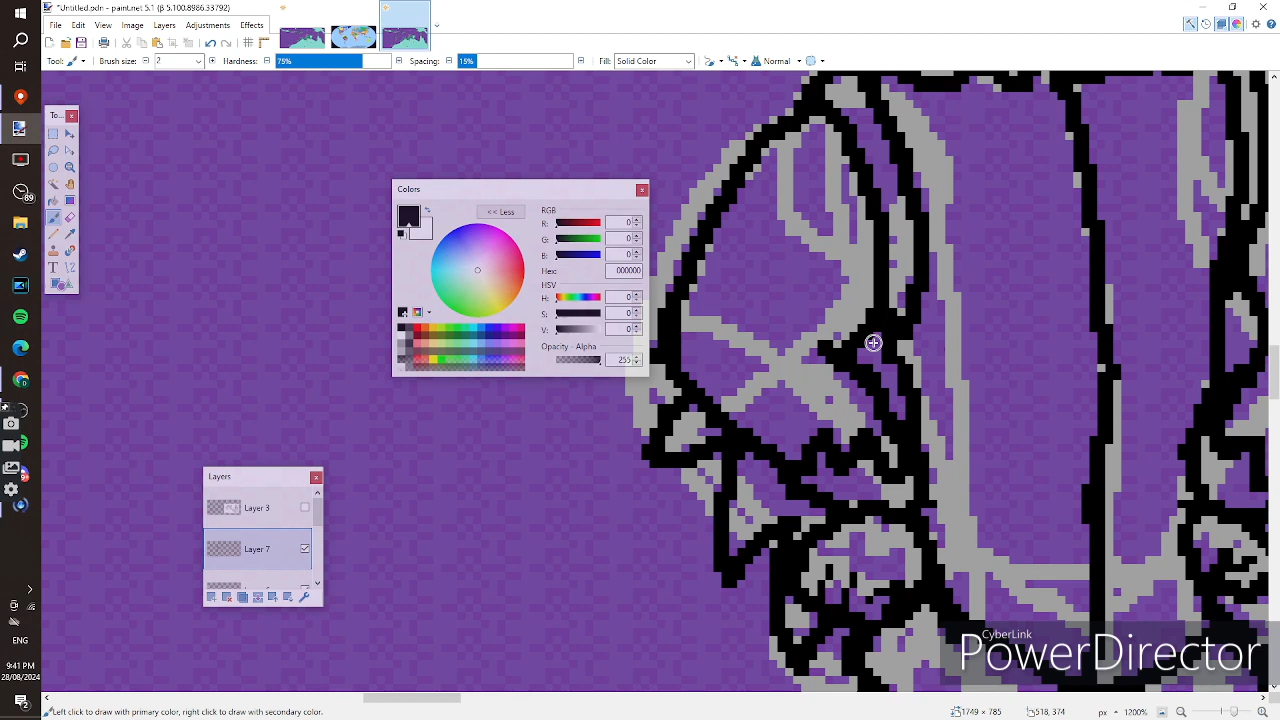 *Untitled.pdn - paint.net 5.1 (β 5.100.8986.33792)
File Edit View Image Layers Adjustments Effects
Tool: Brush size: 2 Hardness: 75% Spacing: 15% Fill: Solid Color Normal
To...
Colors
<< Less
RGB
R: 0
G: 0
B: 0
Hex: 000000
HSV
H: 0
S: 0
V: 0
Opacity - Alpha
255
Layers
Layer 3
Layer 7
ENG
9:41 PM
28/08/2024
CyberLink
PowerDirector
Left click to draw with primary color, right click to draw with secondary color. 1749 × 785 518, 374 px 1200%